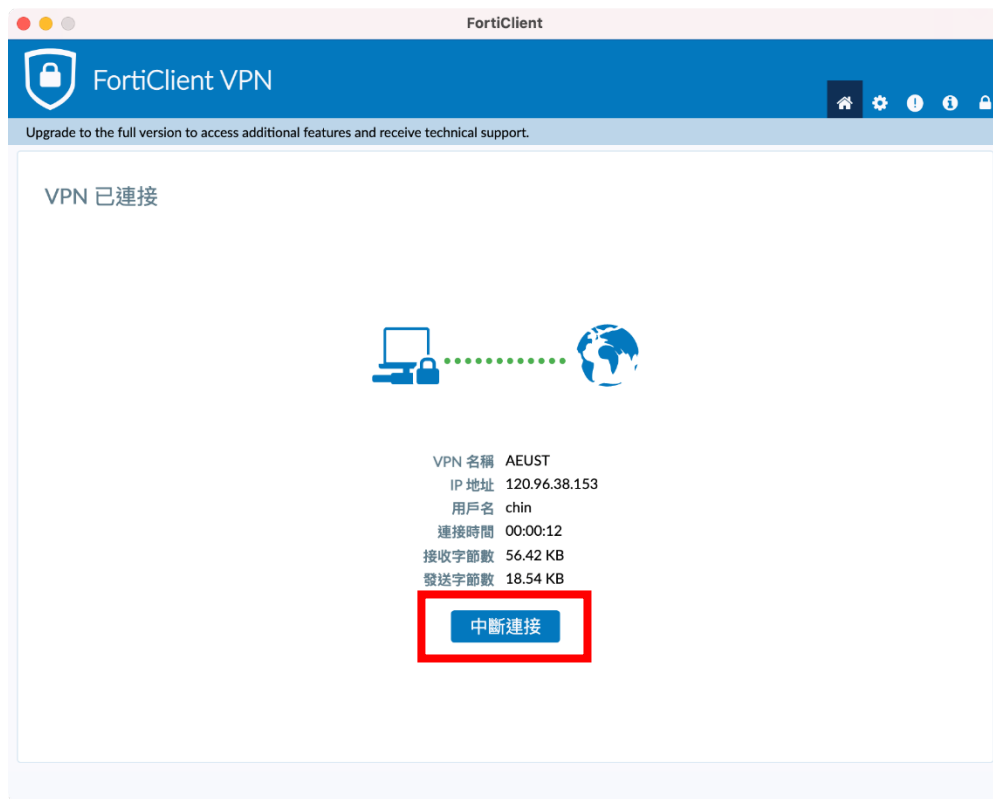 FortiClient
FortiClient VPN
Upgrade to the full version to access additional features and receive technical support.
VPN 已連接
VPN 名稱 AEUST
IP 地址 120.96.38.153
用戶名 chin
連接時間 00:00:12
接收字節數 56.42 KB
發送字節數 18.54 KB
中斷連接